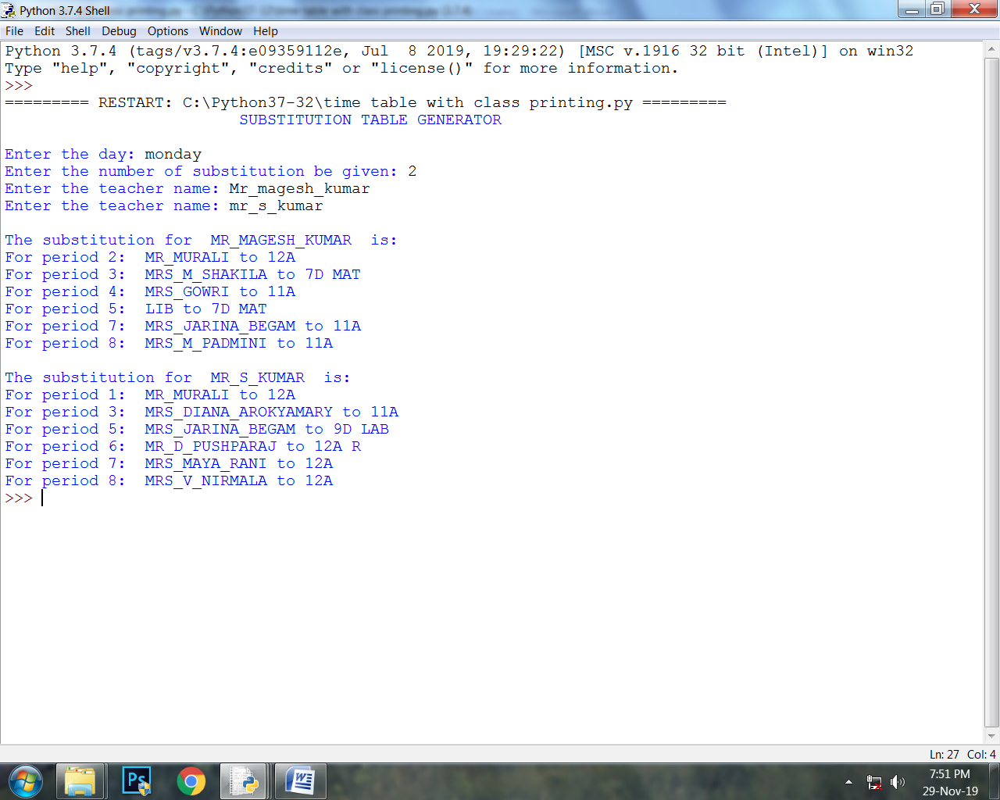 Python 3.7.4 Shell
File Edit Shell Debug Options Window Help
Python 3.7.4 (tags/v3.7.4:e09359112e, Jul  8 2019, 19:29:22) [MSC v.1916 32 bit (Intel)] on win32
Type "help", "copyright", "credits" or "license()" for more information.
>>>
========= RESTART: C:\Python37-32\time table with class printing.py =========
SUBSTITUTION TABLE GENERATOR
Enter the day: monday
Enter the number of substitution be given: 2
Enter the teacher name: Mr_magesh_kumar
Enter the teacher name: mr_s_kumar
The substitution for  MR_MAGESH_KUMAR  is:
For period 2:  MR_MURALI to 12A
For period 3:  MRS_M_SHAKILA to 7D MAT
For period 4:  MRS_GOWRI to 11A
For period 5:  LIB to 7D MAT
For period 7:  MRS_JARINA_BEGAM to 11A
For period 8:  MRS_M_PADMINI to 11A
The substitution for  MR_S_KUMAR  is:
For period 1:  MR_MURALI to 12A
For period 3:  MRS_DIANA_AROKYAMARY to 11A
For period 5:  MRS_JARINA_BEGAM to 9D LAB
For period 6:  MR_D_PUSHPARAJ to 12A R
For period 7:  MRS_MAYA_RANI to 12A
For period 8:  MRS_V_NIRMALA to 12A
>>>
Ln: 27 Col: 4
Ps
W
7:51 PM
29-Nov-19